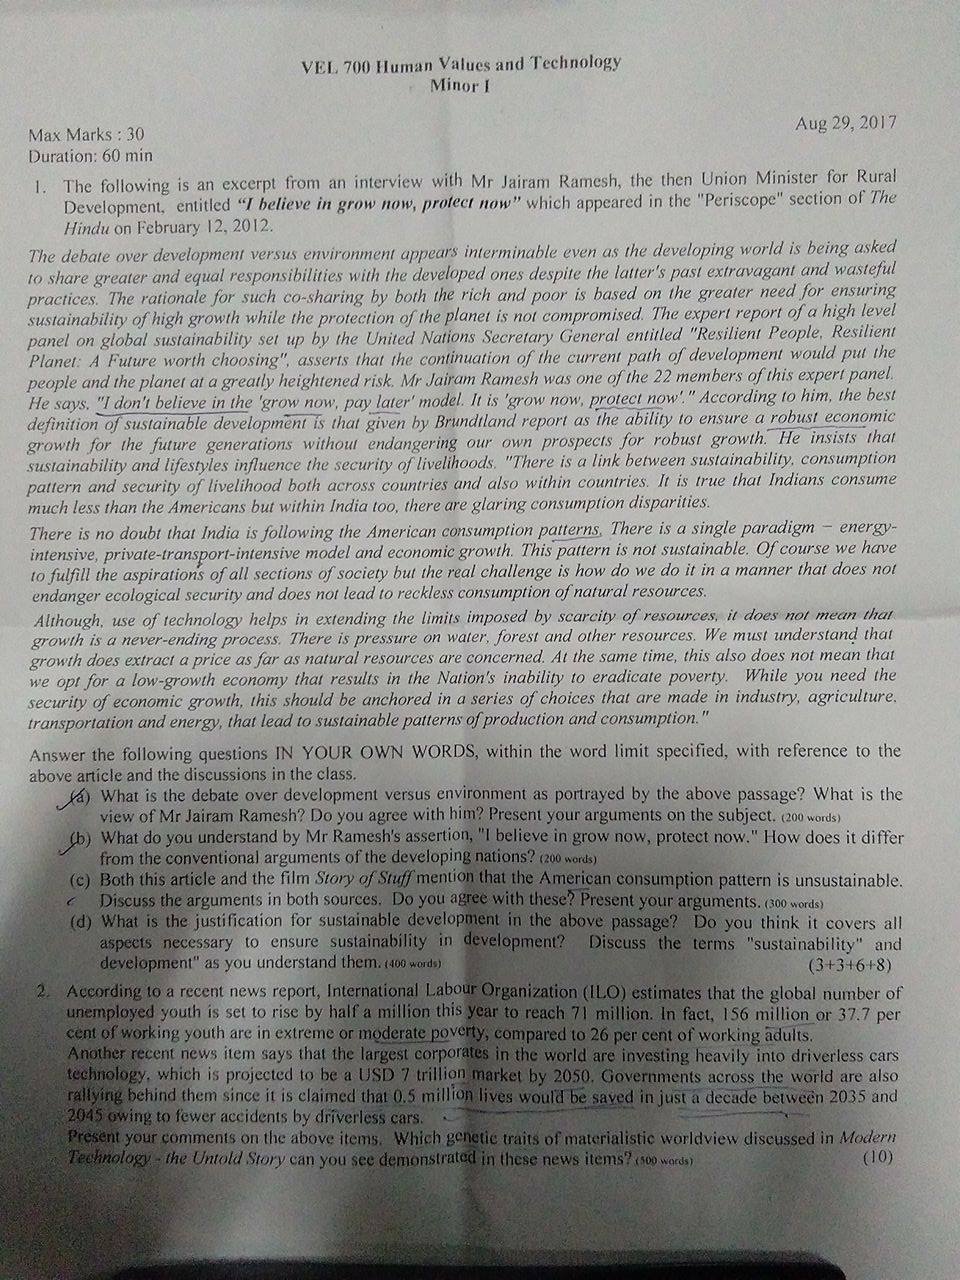 VEL 700 Human Values and Technology
Minor I
Aug 29, 2017
Max Marks : 30
Duration: 60 min
1. The following is an excerpt from an interview with Mr Jairam Ramesh, the then Union Minister for Rural
Development, entitled "I believe in grow now, protect now" which appeared in the "Periscope" section of The
Hindu on February 12, 2012.
The debate over development versus environment appears interminable even as the developing world is being asked
to share greater and equal responsibilities with the developed ones despite the latter's past extravagant and wasteful
practices. The rationale for such co-sharing by both the rich and poor is based on the greater need for ensuring
sustainability of high growth while the protection of the planet is not compromised. The expert report of a high level
panel on global sustainability set up by the United Nations Secretary General entitled "Resilient People, Resilient
Planet: A Future worth choosing", asserts that the continuation of the current path of development would put the
people and the planet at a greatly heightened risk. Mr Jairam Ramesh was one of the 22 members of this expert panel.
He says, "I don't believe in the 'grow now, pay later' model. It is 'grow now, protect now'." According to him, the best
definition of sustainable development is that given by Brundtland report as the ability to ensure a robust economic
growth for the future generations without endangering our own prospects for robust growth. He insists that
sustainability and lifestyles influence the security of livelihoods. "There is a link between sustainability, consumption
pattern and security of livelihood both across countries and also within countries. It is true that Indians consume
much less than the Americans but within India too, there are glaring consumption disparities.
There is no doubt that India is following the American consumption patterns. There is a single paradigm – energy-
intensive, private-transport-intensive model and economic growth. This pattern is not sustainable. Of course we have
to fulfill the aspirations of all sections of society but the real challenge is how do we do it in a manner that does not
endanger ecological security and does not lead to reckless consumption of natural resources.
Although, use of technology helps in extending the limits imposed by scarcity of resources, it does not mean that
growth is a never-ending process. There is pressure on water, forest and other resources. We must understand that
growth does extract a price as far as natural resources are concerned. At the same time, this also does not mean that
we opt for a low-growth economy that results in the Nation's inability to eradicate poverty. While you need the
security of economic growth, this should be anchored in a series of choices that are made in industry, agriculture,
transportation and energy, that lead to sustainable patterns of production and consumption."
Answer the following questions IN YOUR OWN WORDS, within the word limit specified, with reference to the
above article and the discussions in the class.
(a) What is the debate over development versus environment as portrayed by the above passage? What is the
view of Mr Jairam Ramesh? Do you agree with him? Present your arguments on the subject. (200 words)
(b) What do you understand by Mr Ramesh's assertion, "I believe in grow now, protect now." How does it differ
from the conventional arguments of the developing nations? (200 words)
(c) Both this article and the film Story of Stuff mention that the American consumption pattern is unsustainable.
Discuss the arguments in both sources. Do you agree with these? Present your arguments. (300 words)
(d) What is the justification for sustainable development in the above passage? Do you think it covers all
aspects necessary to ensure sustainability in development? Discuss the terms "sustainability" and
development" as you understand them. (400 words) (3+3+6+8)
2. According to a recent news report, International Labour Organization (ILO) estimates that the global number of
unemployed youth is set to rise by half a million this year to reach 71 million. In fact, 156 million or 37.7 per
cent of working youth are in extreme or moderate poverty, compared to 26 per cent of working adults.
Another recent news item says that the largest corporates in the world are investing heavily into driverless cars
technology, which is projected to be a USD 7 trillion market by 2050. Governments across the world are also
rallying behind them since it is claimed that 0.5 million lives would be saved in just a decade between 2035 and
2045 owing to fewer accidents by driverless cars.
Present your comments on the above items. Which genetic traits of materialistic worldview discussed in Modern
Technology - the Untold Story can you see demonstrated in these news items? (500 words) (10)